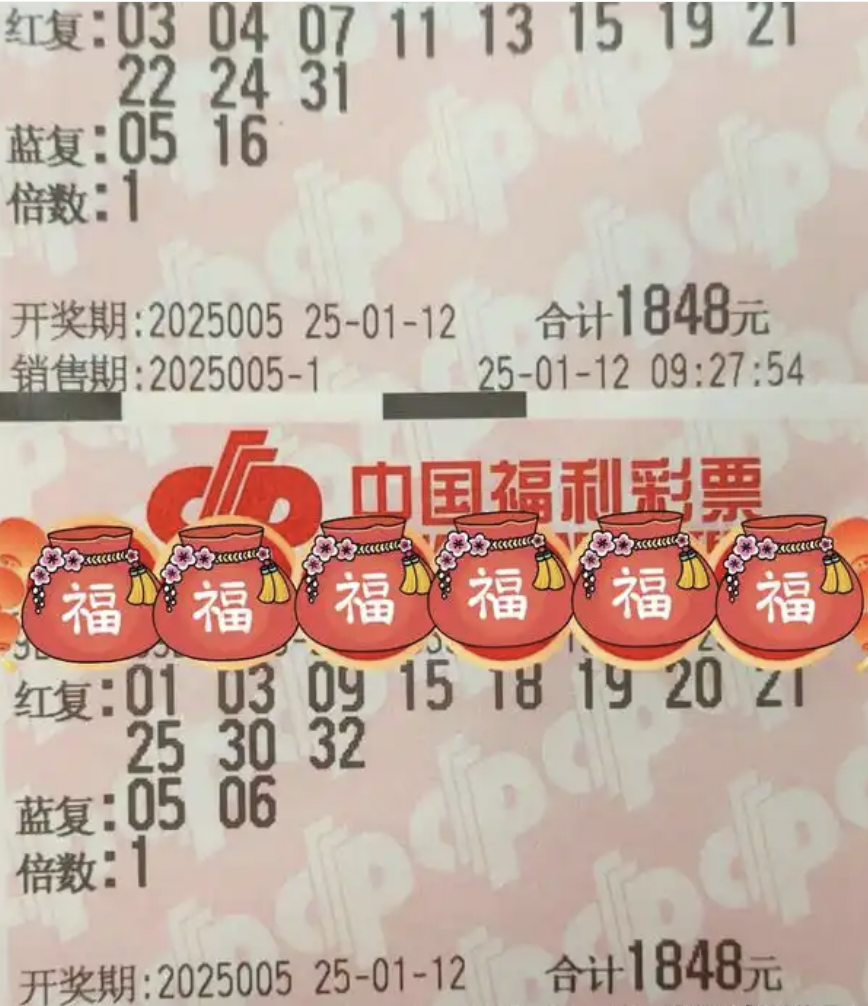 红复:03 04 07 11 13 15 19 21
22 24 31
蓝复:05 16
倍数:1
开奖期:2025005 25-01-12 合计1848元
销售期:2025005-1 25-01-12 09:27:54
中国福利彩票
福 福 福 福 福 福
红复:01 03 09 15 18 19 20 21
25 30 32
蓝复:05 06
倍数:1
开奖期:2025005 25-01-12 合计1848元